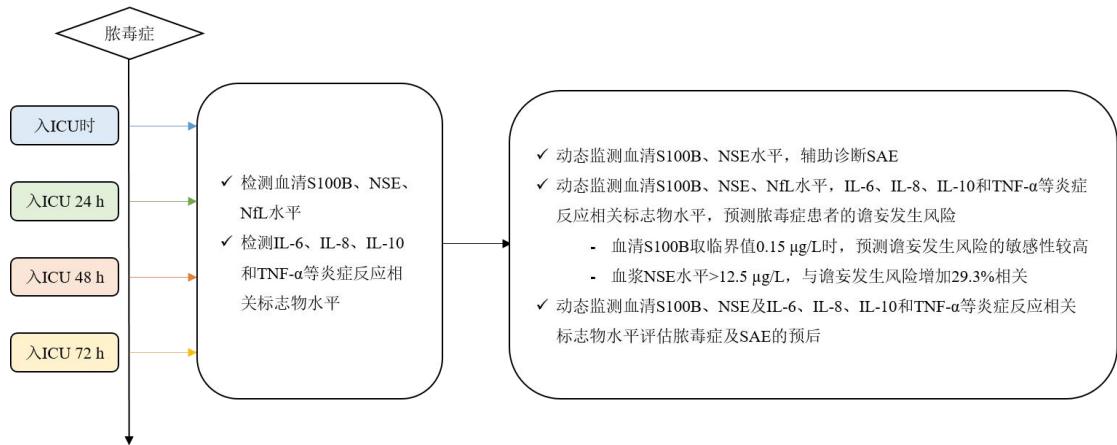 脓毒症
入ICU时
入ICU 24 h
入ICU 48 h
入ICU 72 h
✓ 检测血清S100B、NSE、
NfL水平
✓ 检测IL-6、IL-8、IL-10
和TNF-α等炎症反应相
关标志物水平
✓ 动态监测血清S100B、NSE水平，辅助诊断SAE
✓ 动态监测血清S100B、NSE、NfL水平，IL-6、IL-8、IL-10和TNF-α等炎症
反应相关标志物水平，预测脓毒症患者的谵妄发生风险
- 血清S100B取临界值0.15 μg/L时，预测谵妄发生风险的敏感性较高
- 血浆NSE水平>12.5 μg/L，与谵妄发生风险增加29.3%相关
✓ 动态监测血清S100B、NSE及IL-6、IL-8、IL-10和TNF-α等炎症反应相关
标志物水平评估脓毒症及SAE的预后